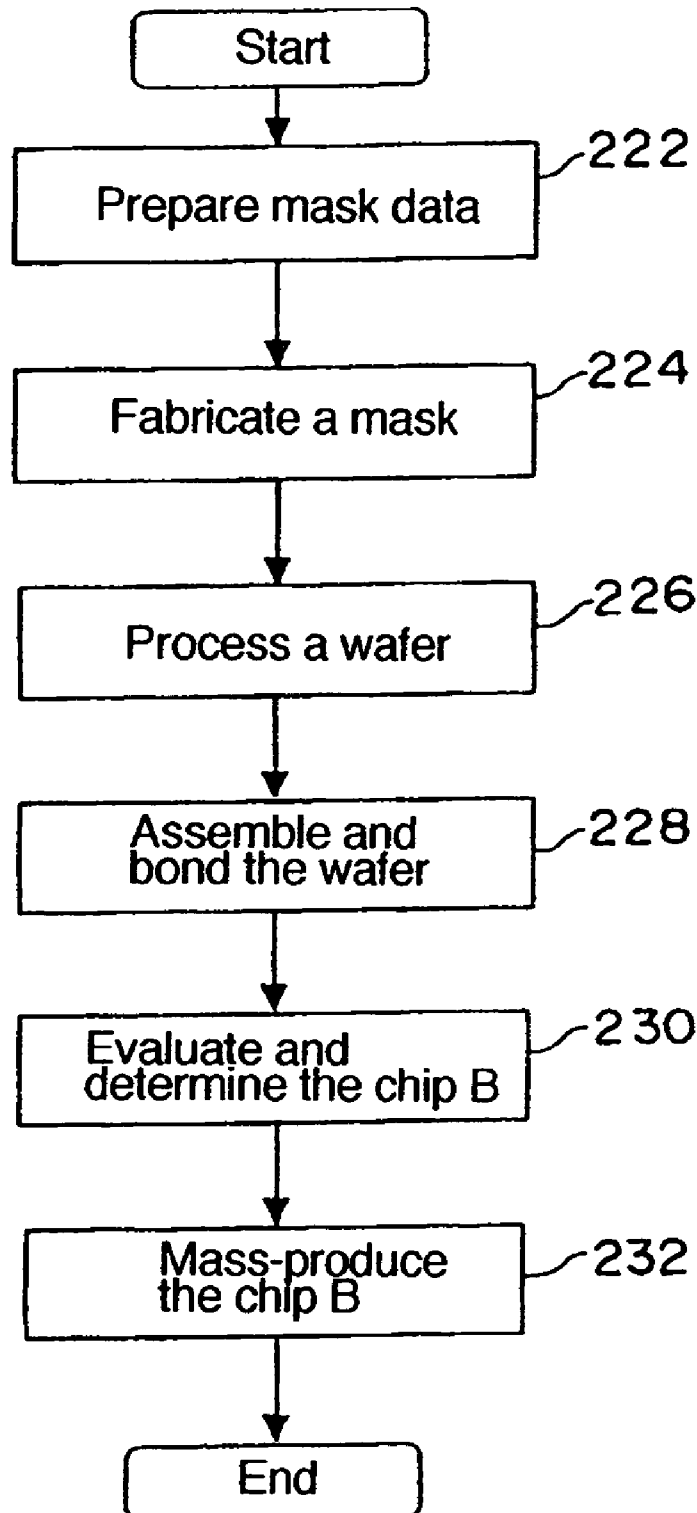 Start
222
Prepare mask data
224
Fabricate a mask
226
Process a wafer
228
Assemble and
bond the wafer
230
Evaluate and
determine the chip B
232
Mass-produce
the chip B
End